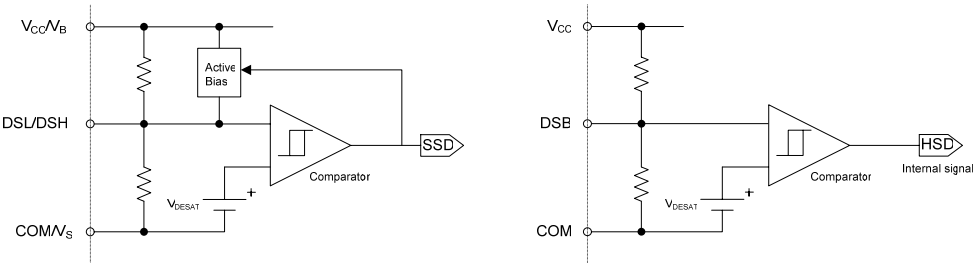 VCC/VB
Active
Bias
DSL/DSH
SSD
Comparator
+
VDESAT
COM/VS
VCC
DSB
HSD
Internal signal
Comparator
+
VDESAT
COM